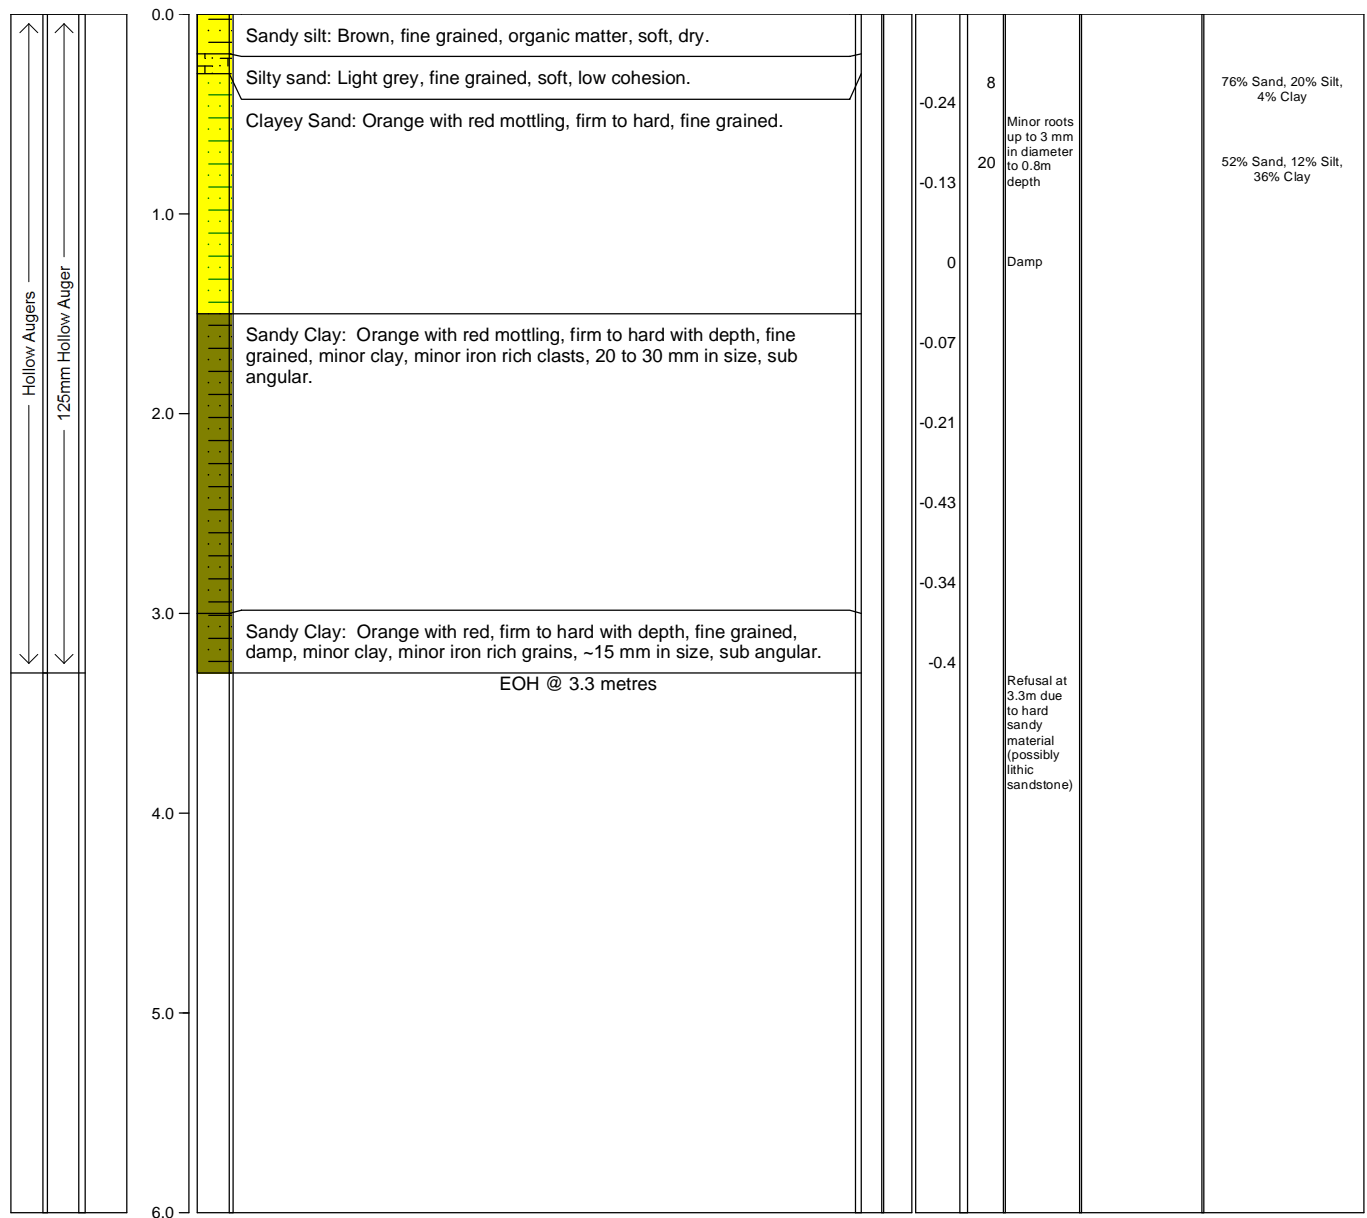 0.0
Sandy silt: Brown, fine grained, organic matter, soft, dry.
Silty sand: Light grey, fine grained, soft, low cohesion.
8
76% Sand, 20% Silt,
4% Clay
-0.24
Clayey Sand: Orange with red mottling, firm to hard, fine grained.
Minor roots
up to 3 mm
in diameter
to 0.8m
depth
20
52% Sand, 12% Silt,
36% Clay
-0.13
1.0
0
Damp
Hollow Augers
125mm Hollow Auger
Sandy Clay: Orange with red mottling, firm to hard with depth, fine
grained, minor clay, minor iron rich clasts, 20 to 30 mm in size, sub
angular.
-0.07
2.0
-0.21
-0.43
-0.34
3.0
Sandy Clay: Orange with red, firm to hard with depth, fine grained,
damp, minor clay, minor iron rich grains, ~15 mm in size, sub angular.
-0.4
EOH @ 3.3 metres
Refusal at
3.3m due
to hard
sandy
material
(possibly
lithic
sandstone)
4.0
5.0
6.0